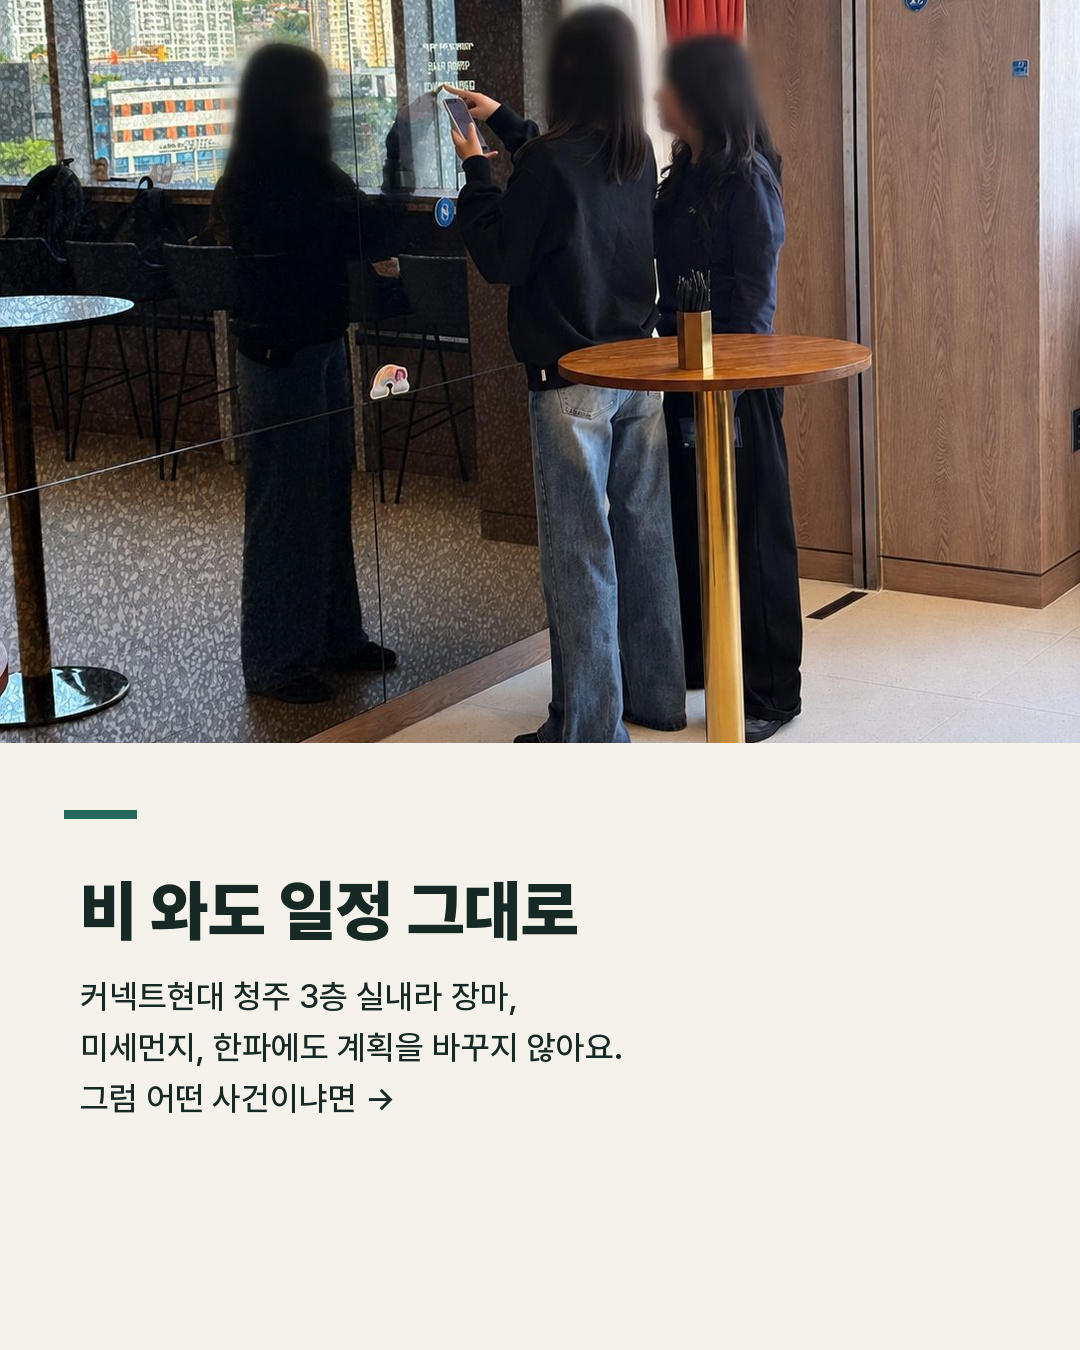 비 와도 일정 그대로
커넥트현대 청주 3층 실내라 장마,
미세먼지, 한파에도 계획을 바꾸지 않아요.
그럼 어떤 사건이냐면 →